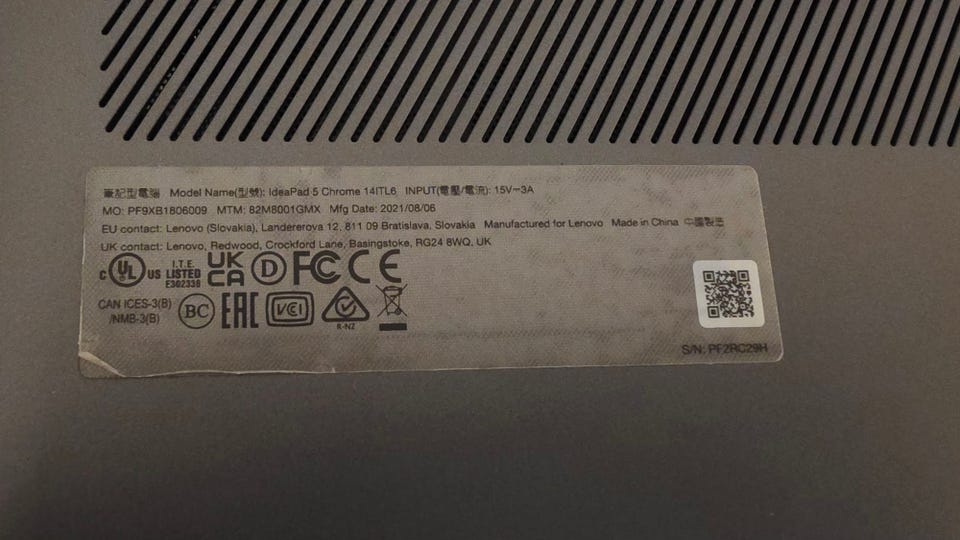 筆記型電腦 Model Name(型號): IdeaPad 5 Chrome 14ITL6 INPUT(電壓/電流): 15V⎓3A
MO: PF9XB1806009 MTM: 82M8001GMX Mfg Date: 2021/08/06
EU contact: Lenovo (Slovakia), Landererova 12, 811 09 Bratislava, Slovakia Manufactured for Lenovo Made in China 中國製造
UK contact: Lenovo, Redwood, Crockford Lane, Basingstoke, RG24 8WQ, UK
C UL US I.T.E. LISTED E302338 UK CA D FC CE
CAN ICES-3(B) /NMB-3(B) BC EAC VCCI R-NZ
S/N: PF2RC29H